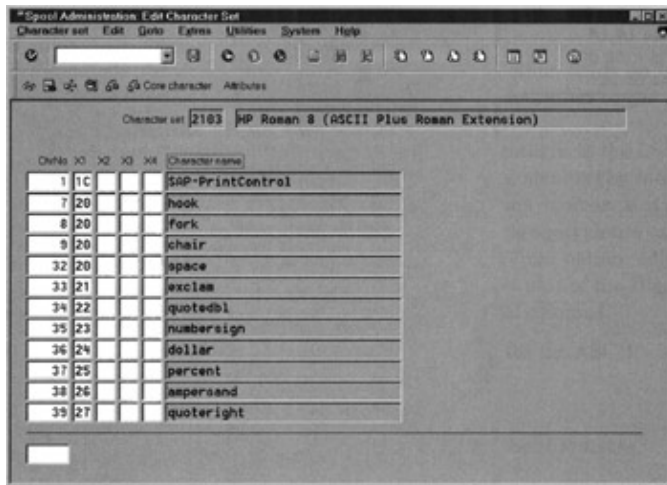 Spool Administration: Edit Character Set
Character set Edit Goto Extras Utilities System Help
Core character Attributes
Character set 2103 HP Roman 8 (ASCII Plus Roman Extension)
ChrNo X1 X2 X3 X4 Character name
1 1C SAP-PrintControl
7 20 hook
8 20 fork
9 20 chair
32 20 space
33 21 exclam
34 22 quotedbl
35 23 numbersign
36 24 dollar
37 25 percent
38 26 ampersand
39 27 quoteright